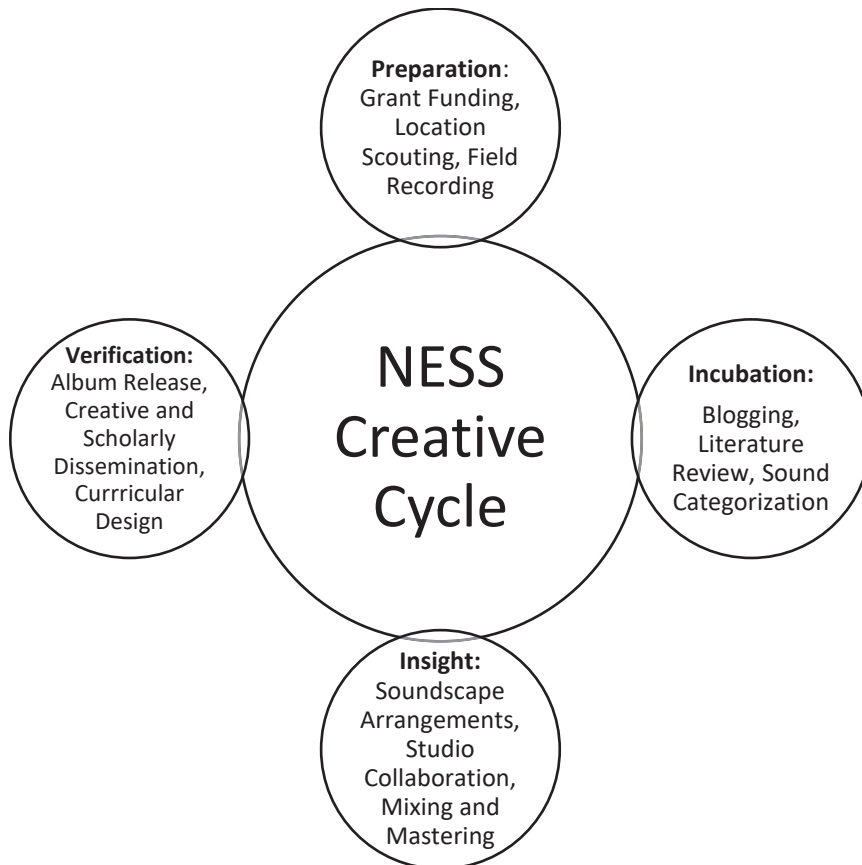 Preparation:
Grant Funding,
Location
Scouting, Field
Recording
Verification:
Album Release,
Creative and
Scholarly
Dissemination,
Currricular
Design
NESS
Creative
Cycle
Incubation:
Blogging,
Literature
Review, Sound
Categorization
Insight:
Soundscape
Arrangements,
Studio
Collaboration,
Mixing and
Mastering